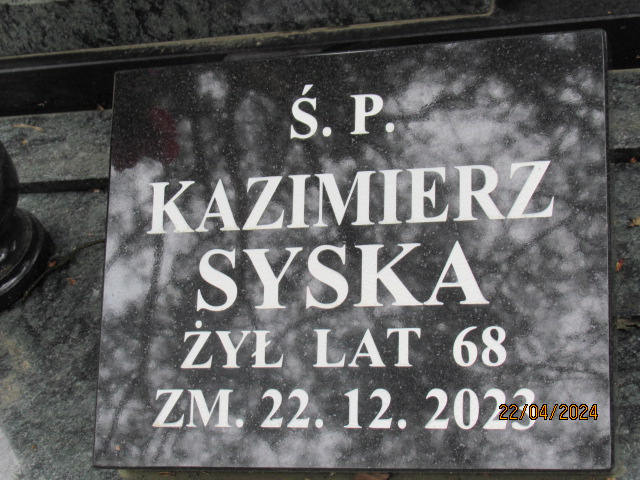 Ś. P.
KAZIMIERZ
SYSKA
ŻYŁ LAT 68
ZM. 22. 12. 2023
22/04/2024